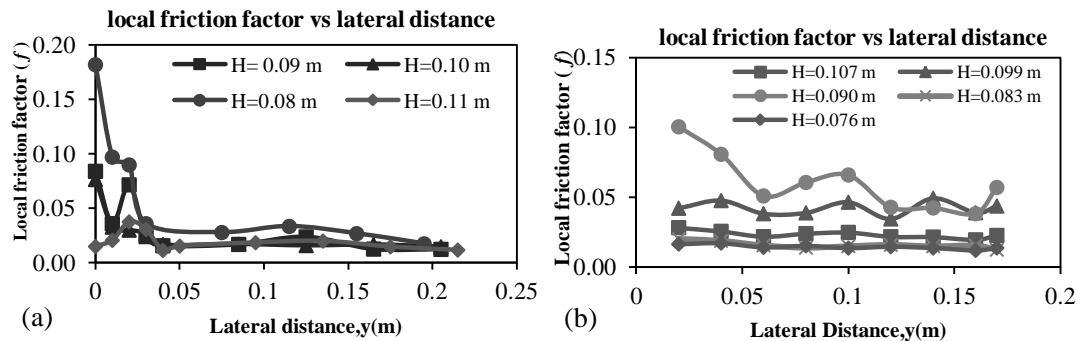 local friction factor vs lateral distance
Local friction factor (f)
0.20
0.15
0.10
0.05
0.00
H= 0.09 m
H=0.10 m
H=0.08 m
H=0.11 m
0
0.05
0.1
0.15
0.2
0.25
Lateral distance,y(m)
(a)
local friction factor vs lateral distance
Local friction factor (f)
0.15
0.10
0.05
0.00
H=0.107 m
H=0.099 m
H=0.090 m
H=0.083 m
H=0.076 m
0
0.05
0.1
0.15
0.2
Lateral Distance,y(m)
(b)